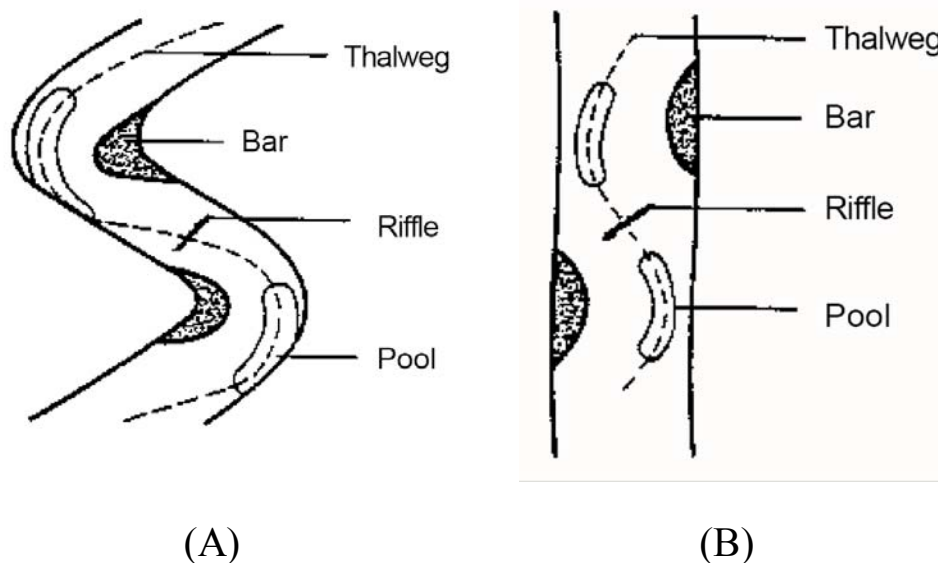 Thalweg
Bar
Riffle
Pool
(A)
Thalweg
Bar
Riffle
Pool
(B)